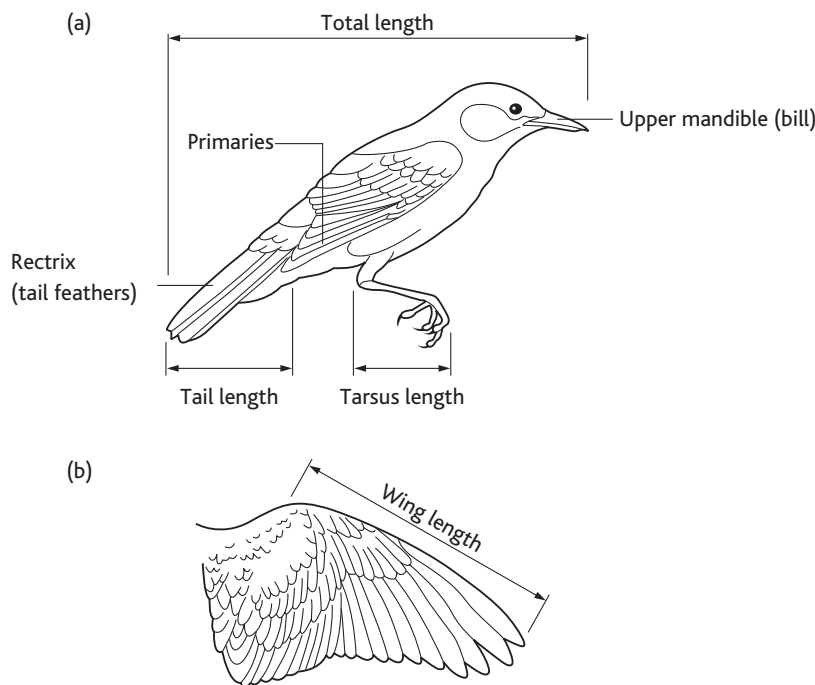 (a)
Total length
Upper mandible (bill)
Primaries
Rectrix
(tail feathers)
Tail length
Tarsus length
(b)
Wing length